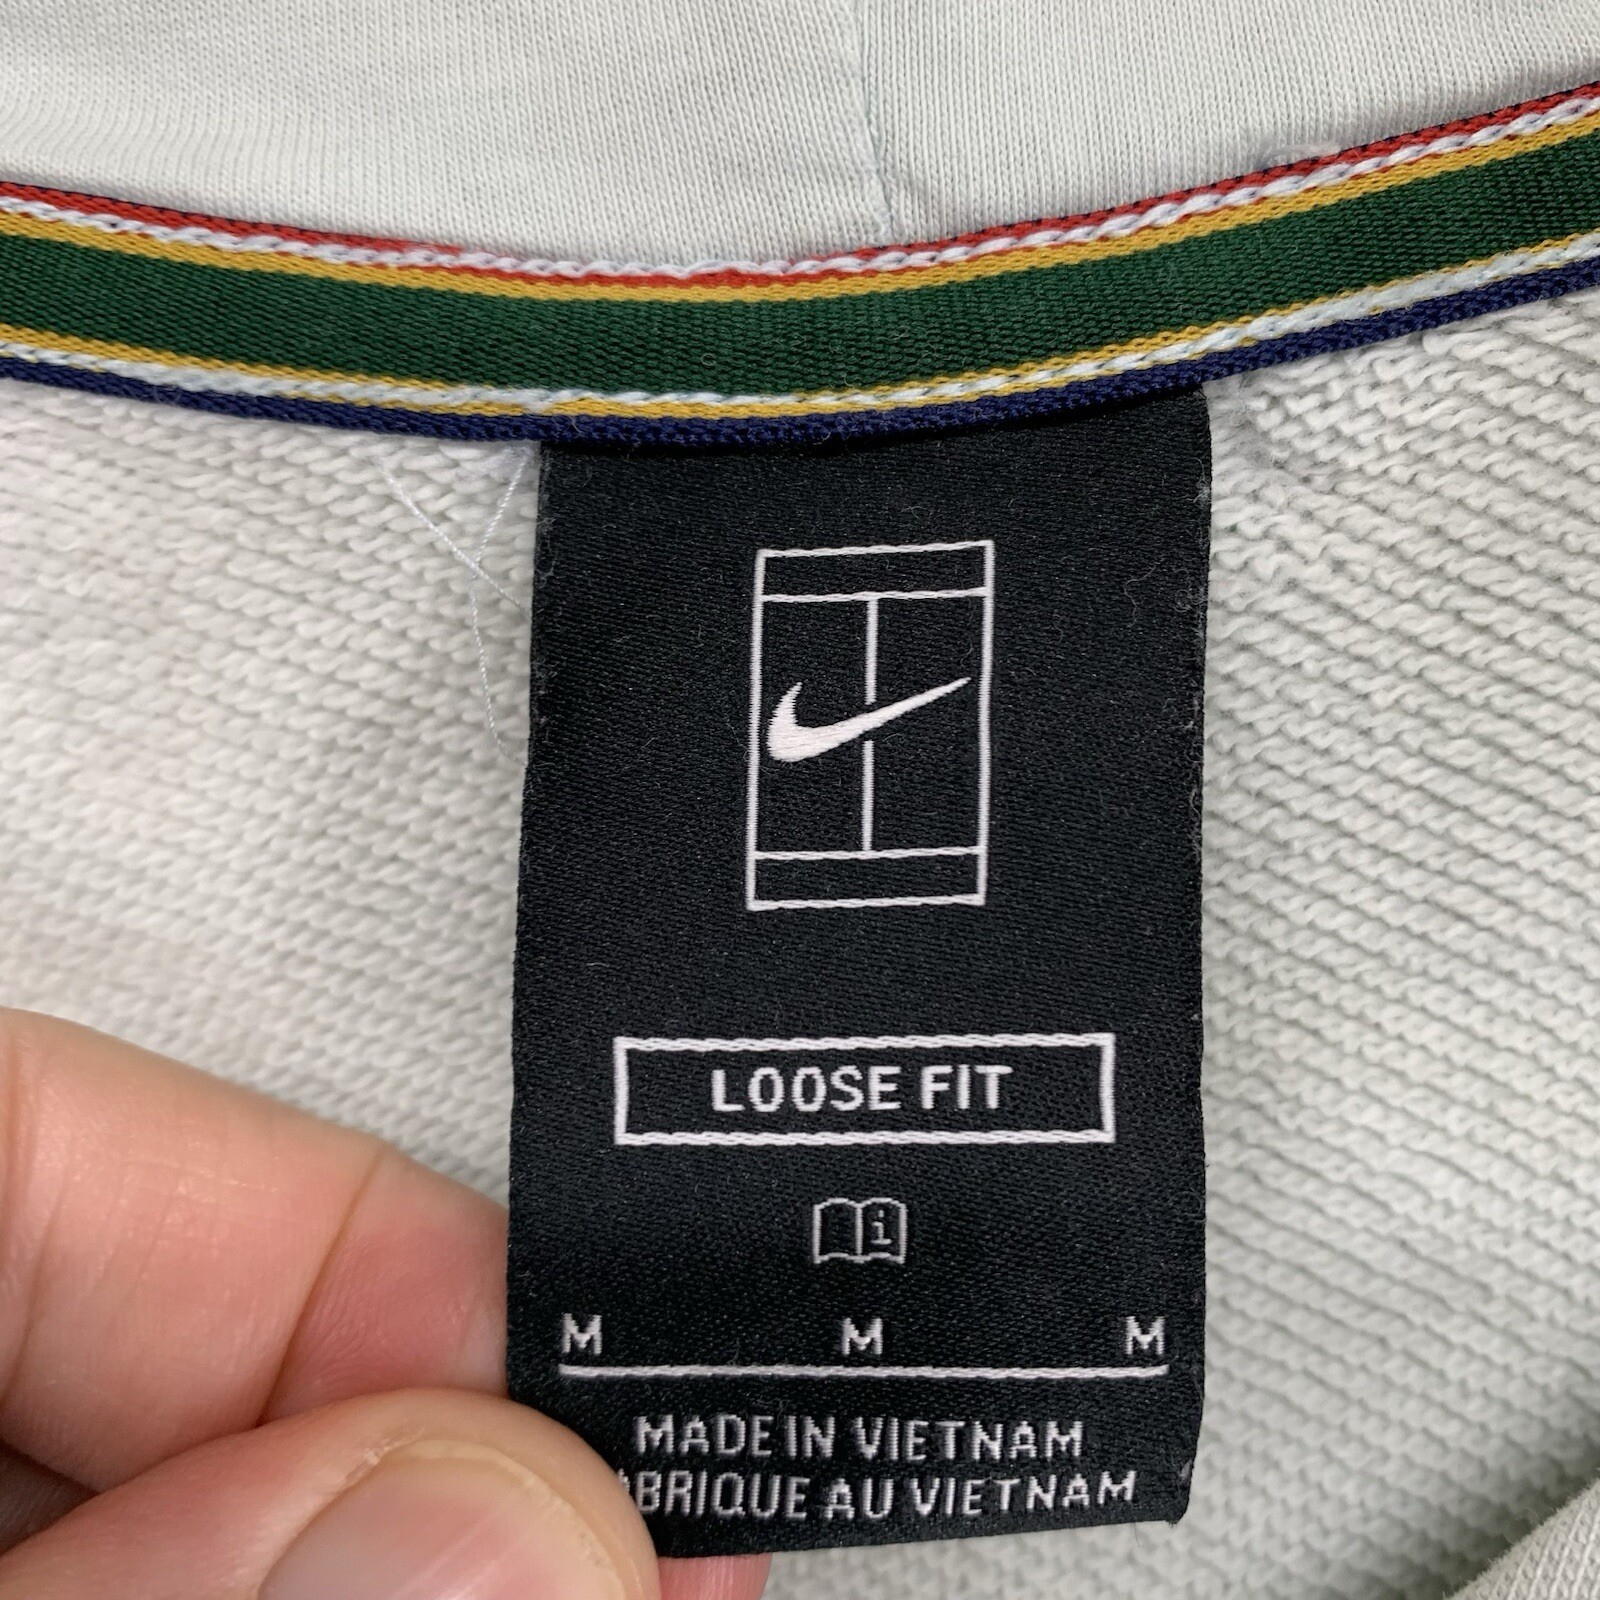 LOOSE FIT
i
M M M
MADE IN VIETNAM
ABRIQUE AU VIETNAM